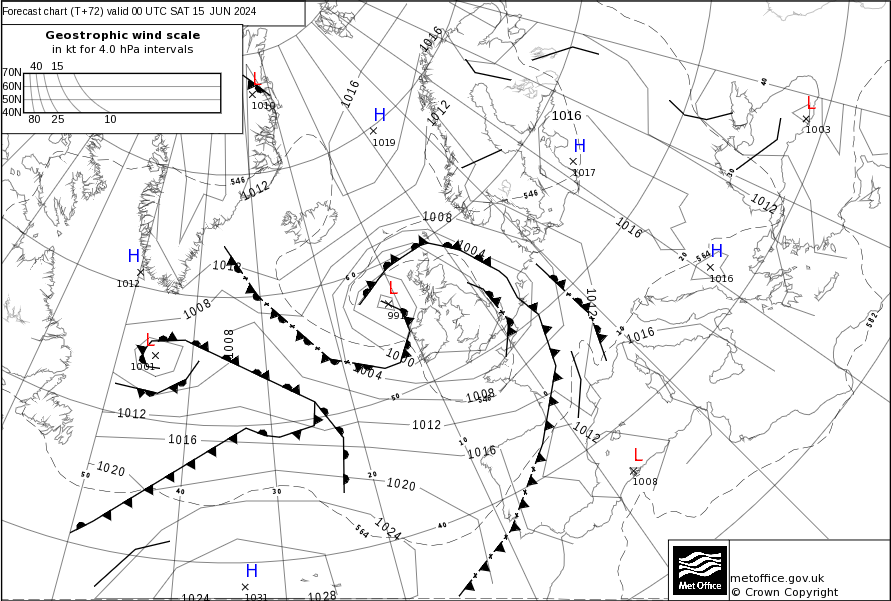 Forecast chart (T+72) valid 00 UTC SAT 15 JUN 2024
Geostrophic wind scale
in kt for 4.0 hPa intervals
40 15
70N
60N
50N
40N
80 25 10
L
1010
1016
1016
H
1019
1012
1016
H
1017
L
1003
40
30
546
1012
546
1008
1016
1012
H
1012
1004
20
564
H
1016
60
L
1012
582
1008
1008
10
1016
L
1001
1000
1004
50
1008
546
0
1012
1012
1012
1016
10
1016
1020
50
20
1020
L
1008
40
30
564
1024
40
H
1031
1024
1028
Met Office
metoffice.gov.uk
© Crown Copyright